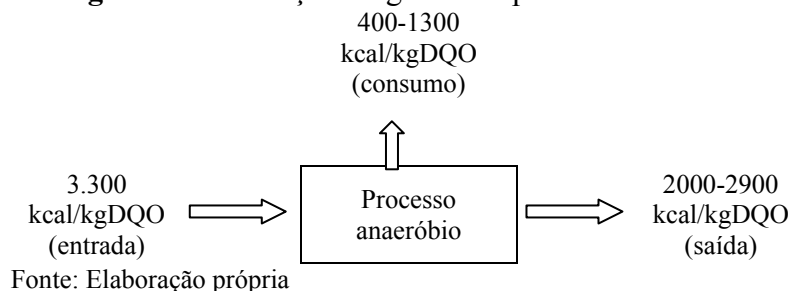 400-1300
kcal/kgDQO
(consumo)
3.300
kcal/kgDQO
(entrada)
Processo
anaeróbio
2000-2900
kcal/kgDQO
(saída)
Fonte: Elaboração própria